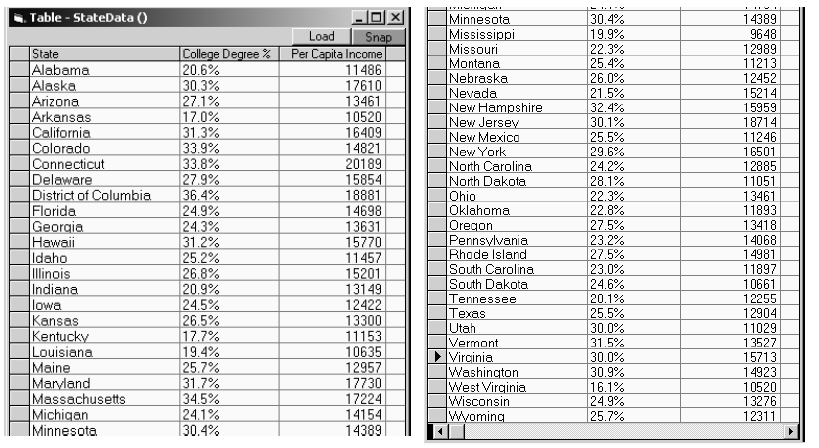 Table - StateData ()
Load Snap
State College Degree % Per Capita Income
Alabama 20.6% 11486
Alaska 30.3% 17610
Arizona 27.1% 13461
Arkansas 17.0% 10520
California 31.3% 16409
Colorado 33.9% 14821
Connecticut 33.8% 20189
Delaware 27.9% 15854
District of Columbia 36.4% 18881
Florida 24.9% 14698
Georgia 24.3% 13631
Hawaii 31.2% 15770
Idaho 25.2% 11457
Illinois 26.8% 15201
Indiana 20.9% 13149
Iowa 24.5% 12422
Kansas 26.5% 13300
Kentucky 17.7% 11153
Louisiana 19.4% 10635
Maine 25.7% 12957
Maryland 31.7% 17730
Massachusetts 34.5% 17224
Michigan 24.1% 14154
Minnesota 30.4% 14389
Minnesota 30.4% 14389
Mississippi 19.9% 9648
Missouri 22.3% 12989
Montana 25.4% 11213
Nebraska 26.0% 12452
Nevada 21.5% 15214
New Hampshire 32.4% 15959
New Jersey 30.1% 18714
New Mexico 25.5% 11246
New York 29.6% 16501
North Carolina 24.2% 12885
North Dakota 28.1% 11051
Ohio 22.3% 13461
Oklahoma 22.8% 11893
Oregon 27.5% 13418
Pennsylvania 23.2% 14068
Rhode Island 27.5% 14981
South Carolina 23.0% 11897
South Dakota 24.6% 10661
Tennessee 20.1% 12255
Texas 25.5% 12904
Utah 30.0% 11029
Vermont 31.5% 13527
Virginia 30.0% 15713
Washington 30.9% 14923
West Virginia 16.1% 10520
Wisconsin 24.9% 13276
Wyoming 25.7% 12311